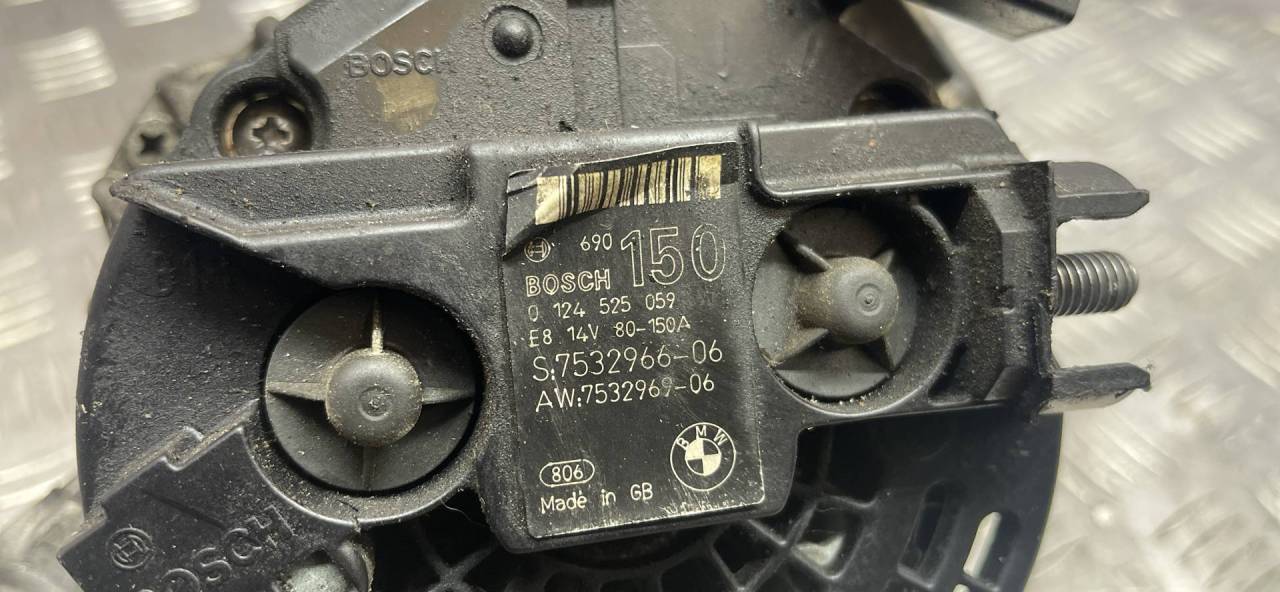 BOSCH
690 150
BOSCH
0 124 525 059
E8 14V 80-150A
S:7532966-06
AW:7532969-06
BMW
806
Made in GB
BOSCH